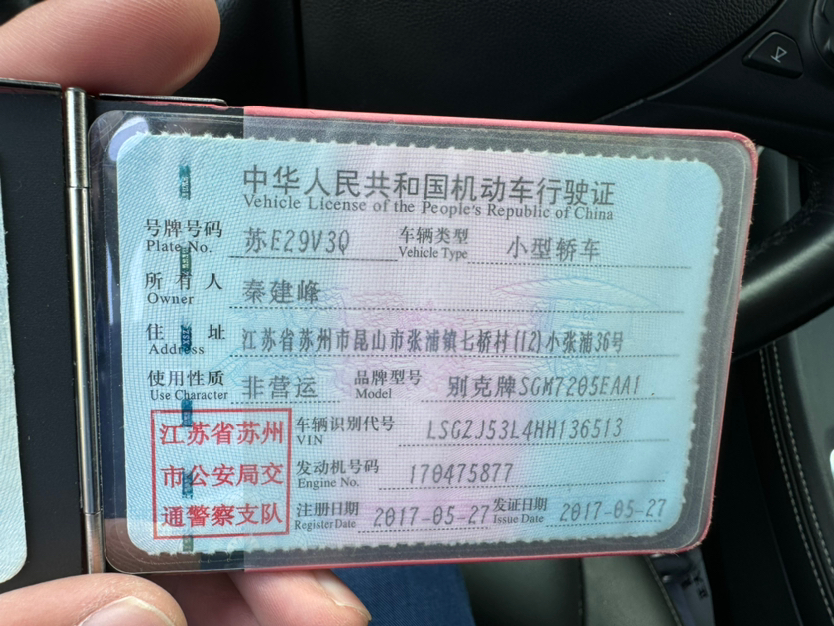 中华人民共和国机动车行驶证
Vehicle License of the People's Republic of China
号牌号码 苏E29V3Q 车辆类型 小型轿车
Plate No. Vehicle Type
所有人 秦建峰
Owner
住址 江苏省苏州市昆山市张浦镇七桥村(12)小张浦36号
Address
使用性质 非营运 品牌型号 别克牌SGM7205EAA1
Use Character Model
江苏省苏州 车辆识别代号 LSGZJ53L4HH136513
VIN
市公安局交 发动机号码 170475877
Engine No.
通警察支队 注册日期 2017-05-27 发证日期 2017-05-27
Register Date Issue Date